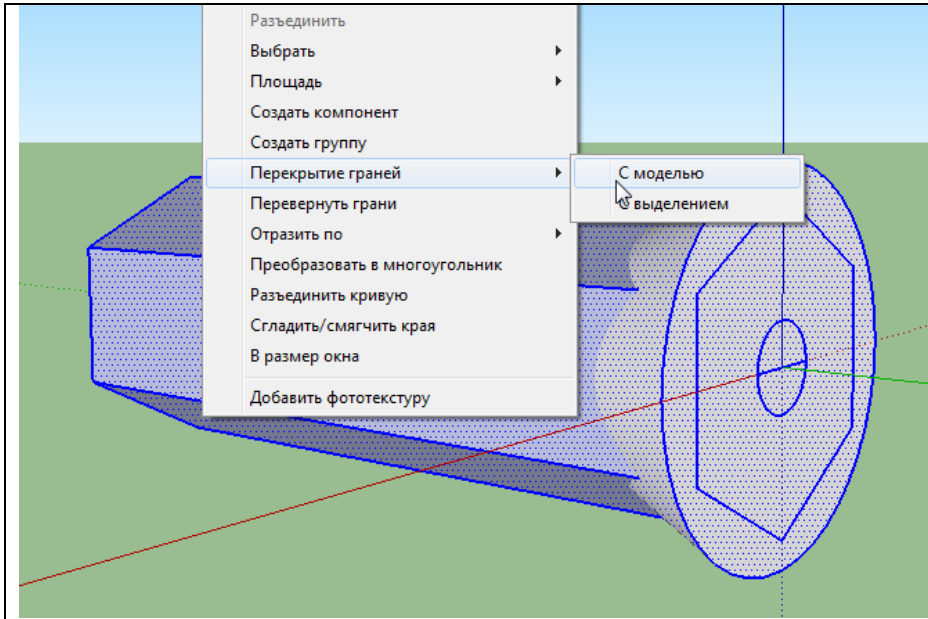 Разъединить
Выбрать
Площадь
Создать компонент
Создать группу
Перекрытие граней
С моделью
Перевернуть грани
выделением
Отразить по
Преобразовать в многоугольник
Разъединить кривую
Сгладить/смягчить края
В размер окна
Добавить фототекстуру